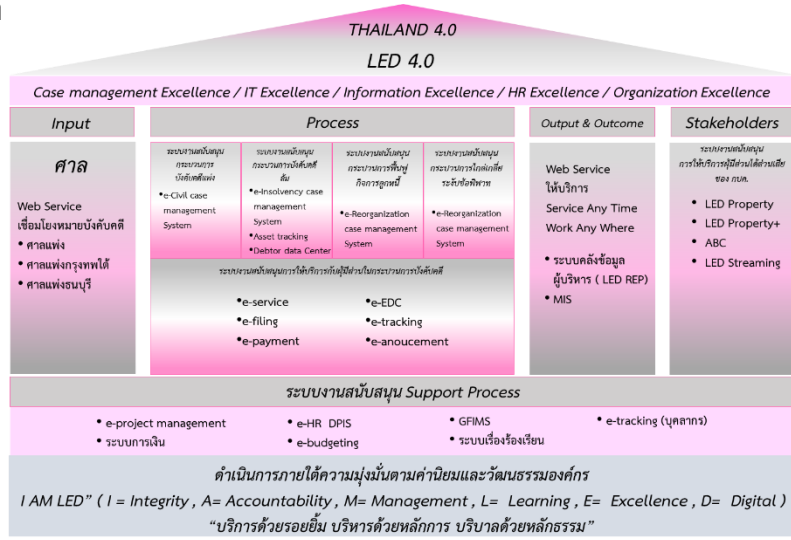 THAILAND 4.0
LED 4.0
Case management Excellence / IT Excellence / Information Excellence / HR Excellence / Organization Excellence
Input
ศาล
Web Service
เชื่อมโยงหมายบังคับคดี
• ศาลแพ่ง
• ศาลแพ่งกรุงเทพใต้
• ศาลแพ่งธนบุรี
Process
ระบบงานสนับสนุน
กระบวนการ
บังคับคดีแพ่ง
•e-Civil case
management
System
ระบบงานสนับสนุน
กระบวนการบังคับคดี
ล้ม
•e-Insolvency case
management
System
•Asset tracking
•Debtor data Center
ระบบงานสนับสนุน
กระบวนการฟื้นฟู
กิจการลูกหนี้
•e-Reorganization
case management
System
ระบบงานสนับสนุน
กระบวนการไกล่เกลี่ย
ระงับข้อพิพาท
•e-Reorganization
case management
System
ระบบงานสนับสนุนการให้บริการกับผู้มีส่วนในกระบวนการบังคับคดี
•e-service
•e-filing
•e-payment
•e-EDC
•e-tracking
•e-anoucement
Output & Outcome
Web Service
ให้บริการ
Service Any Time
Work Any Where
• ระบบคลังข้อมูล
ผู้บริหาร ( LED REP)
• MIS
Stakeholders
ระบบงานสนับสนุน
การให้บริการผู้มีส่วนได้ส่วนเสีย
ของ กบค.
• LED Property
• LED Property+
• ABC
• LED Streaming
ระบบงานสนับสนุน Support Process
• e-project management
• ระบบการเงิน
• e-HR DPIS
• e-budgeting
• GFIMS
• ระบบเรื่องร้องเรียน
• e-tracking (บุคลากร)
ดำเนินการภายใต้ความมุ่งมั่นตามค่านิยมและวัฒนธรรมองค์กร
I AM LED” ( I = Integrity , A= Accountability , M= Management , L= Learning , E= Excellence , D= Digital )
“บริการด้วยรอยยิ้ม บริหารด้วยหลักการ บริบาลด้วยหลักธรรม”